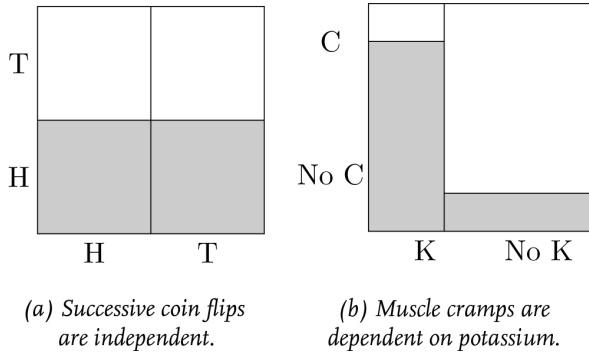 T
H
H T
(a) Successive coin flips
are independent.
C
No C
K No K
(b) Muscle cramps are
dependent on potassium.